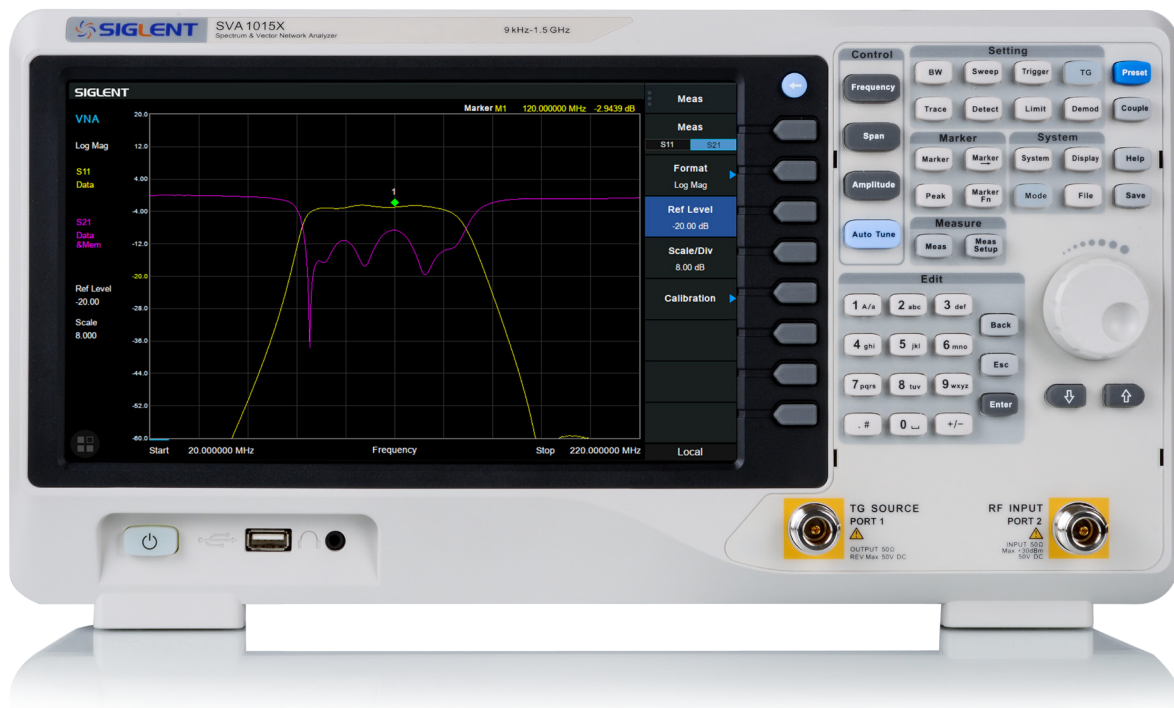 SIGLENT
SVA1015X
Spectrum & Vector Network Analyzer
9 kHz-1.5 GHz
SIGLENT
VNA
Log Mag
S11
Data
S21
Data
&Mem
Ref Level
-20.00
Scale
8.000
Marker M1 120.000000 MHz -2.9439 dB
20.0
12.0
4.00
-4.00
-12.0
-20.0
-28.0
-36.0
-44.0
-52.0
-60.0
1
Start 20.000000 MHz Frequency Stop 220.000000 MHz
Meas
Meas
S11 S21
Format
Log Mag
Ref Level
-20.00 dB
Scale/Div
8.00 dB
Calibration
Local
Control
Frequency
Span
Amplitude
Auto Tune
Setting
BW Sweep Trigger TG Preset
Trace Detect Limit Demod Couple
Marker
Marker Marker
Peak Marker Fn
System
System Display Help
Mode File Save
Measure
Meas Meas Setup
Edit
1 A/a 2 abc 3 def
4 ghi 5 jkl 6 mno
7 pqrs 8 tuv 9 wxyz
. # 0 +/−
Back
Esc
Enter
TG SOURCE
PORT 1
OUTPUT 50Ω
REV Max 50V DC
RF INPUT
PORT 2
INPUT 50Ω
Max +30dBm
50V DC